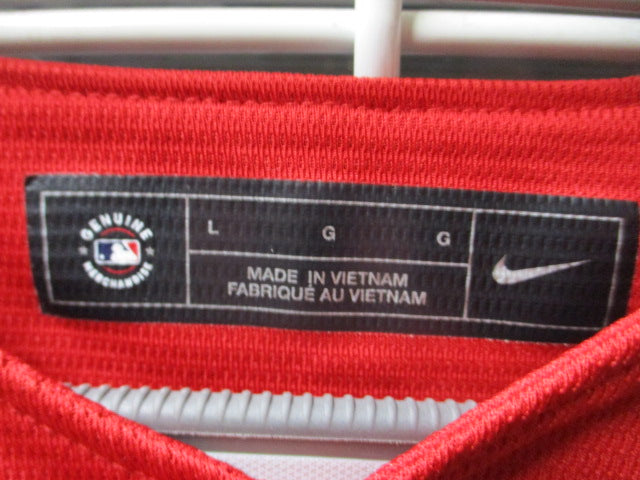 GENUINE
MERCHANDISE
L G G
MADE IN VIETNAM
FABRIQUÉ AU VIETNAM